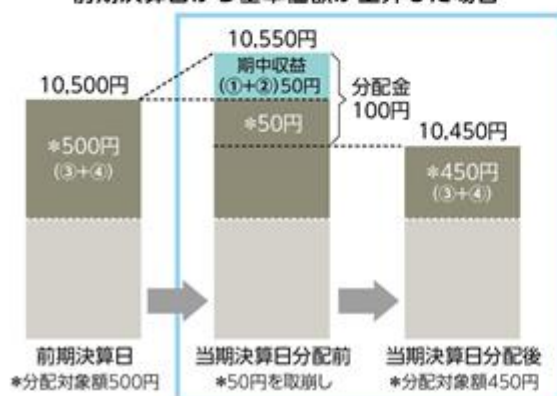 10,550円
10,500円
期中収益
(①+②)50円
分配金
100円
*50円
10,450円
*500円
(③+④)
*450円
(③+④)
前期決算日
当期決算日分配前
当期決算日分配後
*分配対象額500円
*50円を取崩し
*分配対象額450円